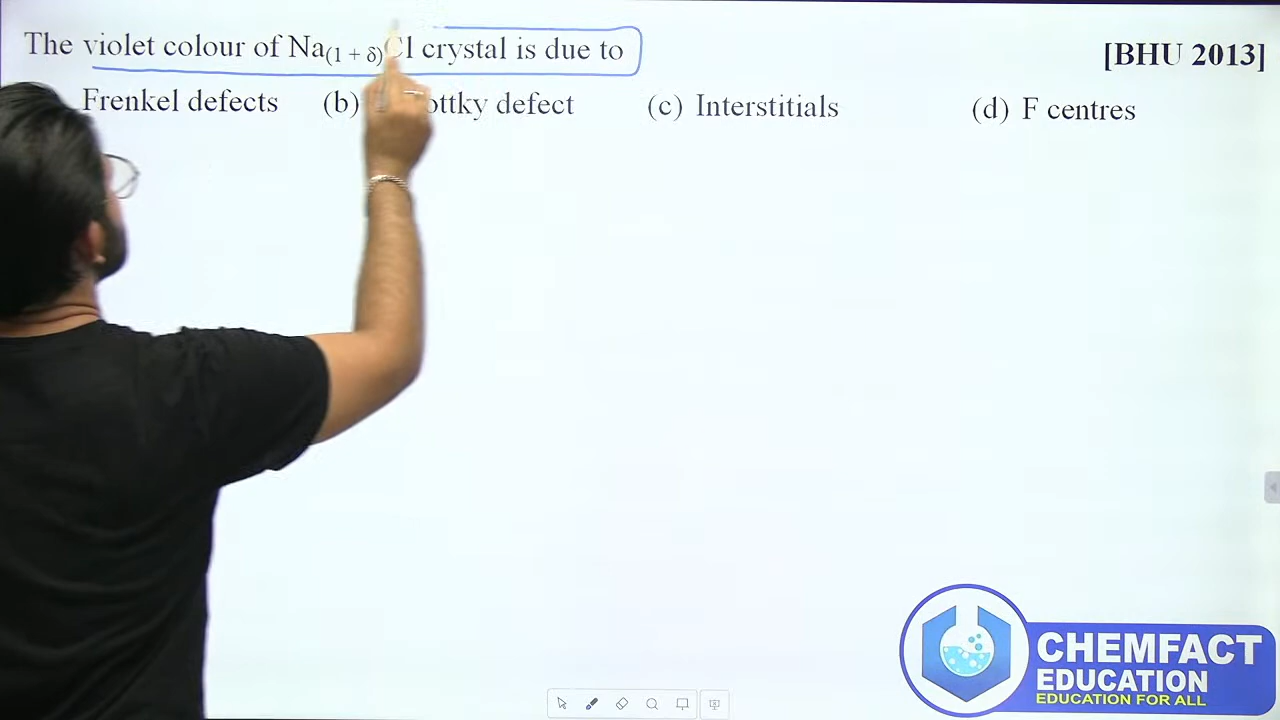 The violet colour of Na(1 + δ)Cl crystal is due to [BHU 2013]
Frenkel defects (b) ottky defect (c) Interstitials (d) F centres
CHEMFACT
EDUCATION
EDUCATION FOR ALL